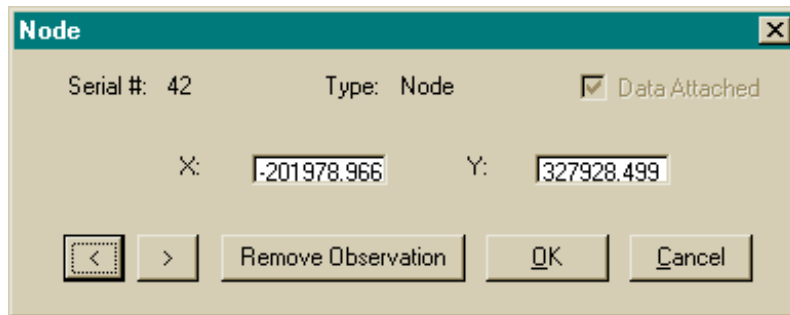 Node
Serial #: 42 Type: Node Data Attached
X: -201978.966 Y: 327928.499
< > Remove Observation OK Cancel